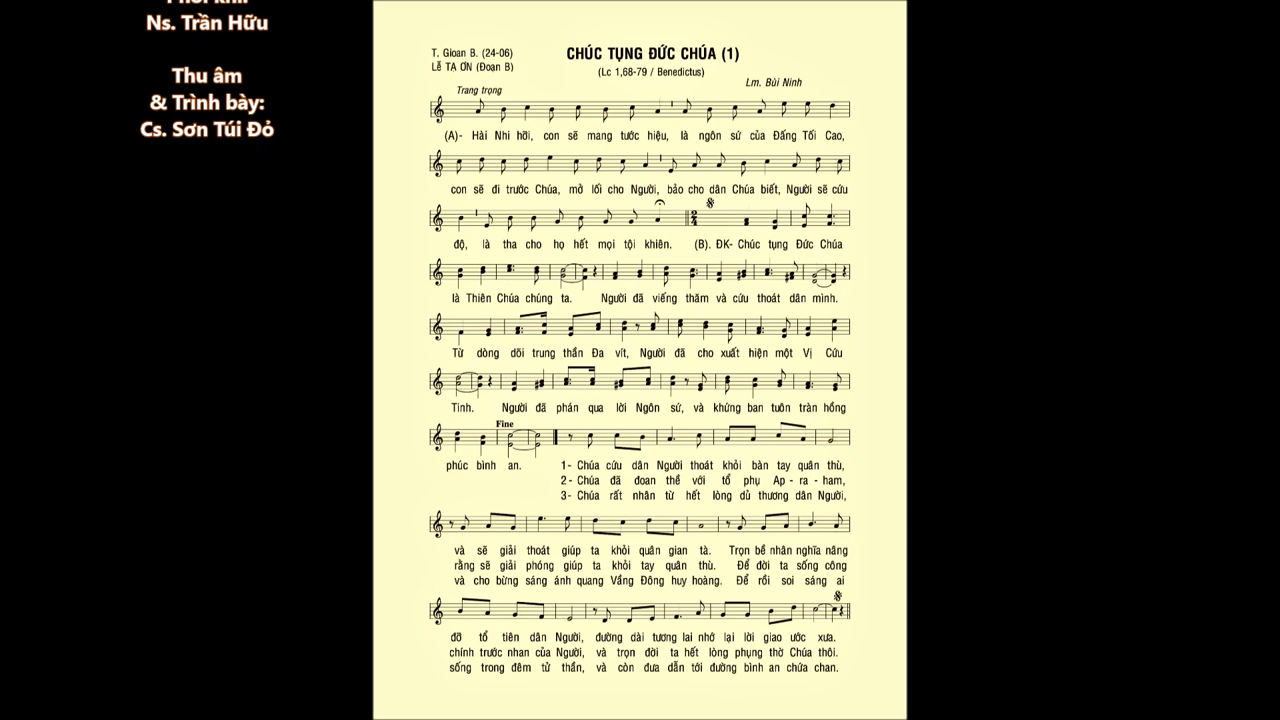 Phối khí:
Ns. Trần Hữu
Thu âm
& Trình bày:
Cs. Sơn Túi Đỏ
T. Gioan B. (24-06)
LỄ TẠ ƠN (Đoạn B)
CHÚC TỤNG ĐỨC CHÚA (1)
(Lc 1,68-79 / Benedictus)
Lm. Bùi Ninh
Trang trọng
(A)- Hài Nhi hỡi, con sẽ mang tước hiệu, là ngôn sứ của Đấng Tối Cao,
con sẽ đi trước Chúa, mở lối cho Người, bảo cho dân Chúa biết, Người sẽ cứu
độ, là tha cho họ hết mọi tội khiên. (B). ĐK- Chúc tụng Đức Chúa
là Thiên Chúa chúng ta. Người đã viếng thăm và cứu thoát dân mình.
Từ dòng dõi trung thần Đa vít, Người đã cho xuất hiện một Vị Cứu
Tinh. Người đã phán qua lời Ngôn sứ, và khứng ban tuôn tràn hồng
Fine
phúc bình an. 1- Chúa cứu dân Người thoát khỏi bàn tay quân thù,
2- Chúa đã đoan thề với tổ phụ Ap - ra - ham,
3- Chúa rất nhân từ hết lòng dủ thương dân Người,
và sẽ giải thoát giúp ta khỏi quân gian tà. Trọn bề nhân nghĩa nâng
rằng sẽ giải phóng giúp ta khỏi tay quân thù. Để đời ta sống công
và cho bừng sáng ánh quang Vầng Đông huy hoàng. Để rồi soi sáng ai
đỡ tổ tiên dân Người, đường dài tương lai nhớ lại lời giao ước xưa.
chính trước nhan của Người, và trọn đời ta hết lòng phụng thờ Chúa thôi.
sống trong đêm tử thần, và còn đưa dẫn tới đường bình an chứa chan.